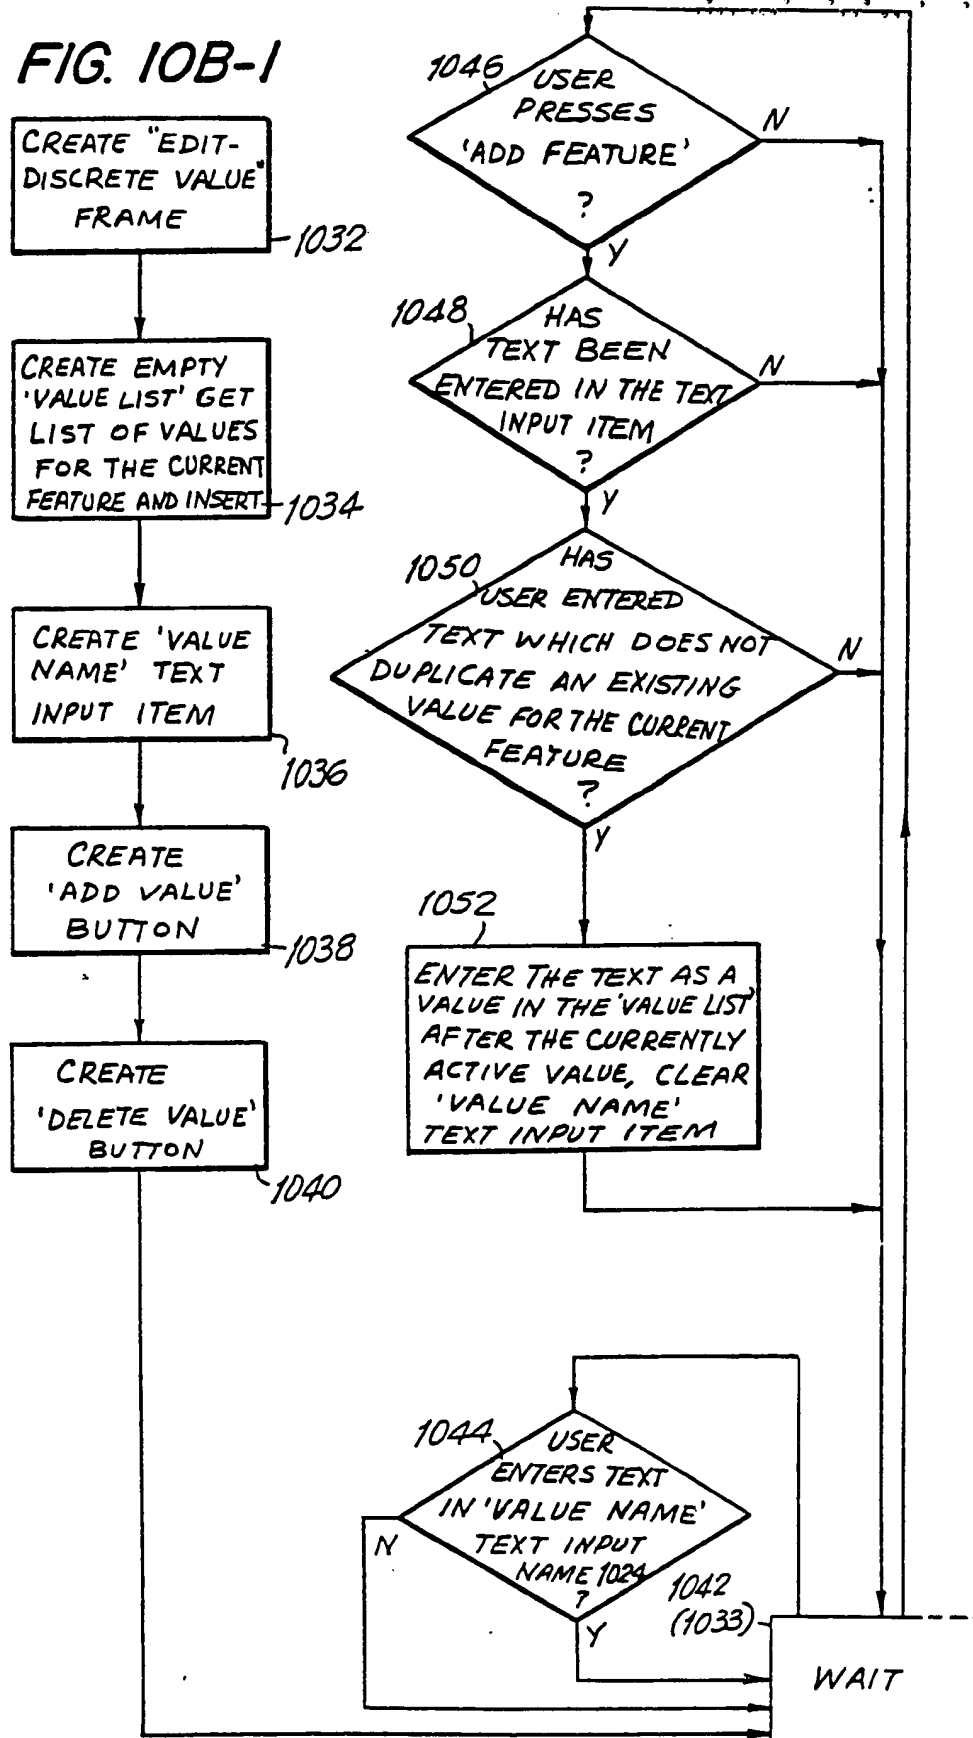 FIG. 10B-1
CREATE "EDIT-
DISCRETE VALUE"
FRAME
1032
CREATE EMPTY
'VALUE LIST' GET
LIST OF VALUES
FOR THE CURRENT
FEATURE AND INSERT
1034
CREATE 'VALUE
NAME' TEXT
INPUT ITEM
1036
CREATE
'ADD VALUE'
BUTTON
1038
CREATE
'DELETE VALUE'
BUTTON
1040
1046
USER
PRESSES
'ADD FEATURE'
?
N
Y
1048
HAS
TEXT BEEN
ENTERED IN THE TEXT
INPUT ITEM
?
N
Y
1050
HAS
USER ENTERED
TEXT WHICH DOES NOT
DUPLICATE AN EXISTING
VALUE FOR THE CURRENT
FEATURE
?
N
Y
1052
ENTER THE TEXT AS A
VALUE IN THE 'VALUE LIST'
AFTER THE CURRENTLY
ACTIVE VALUE, CLEAR
'VALUE NAME'
TEXT INPUT ITEM
1044
USER
ENTERS TEXT
IN 'VALUE NAME'
TEXT INPUT
NAME 1024
?
N
Y
1042
(1033)
WAIT